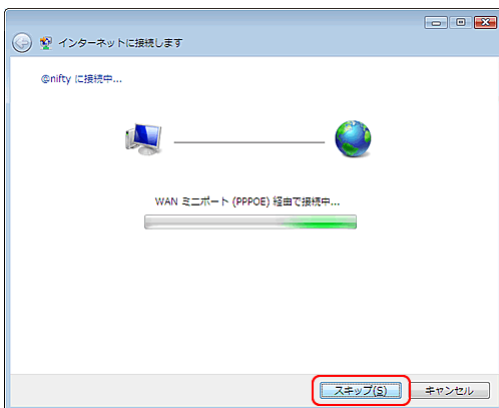 インターネットに接続します
@nifty に接続中...
WAN ミニポート (PPPOE) 経由で接続中...
スキップ(S) キャンセル